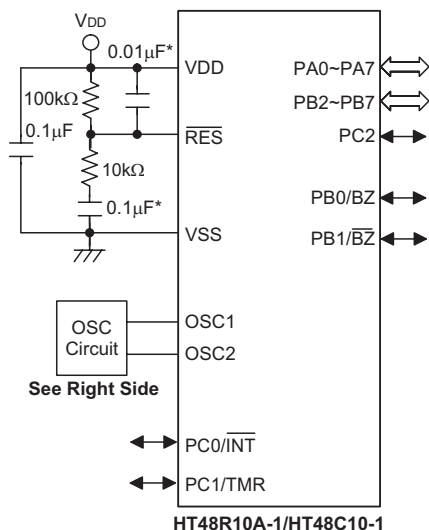 VDD
0.01μF*
VDD
100kΩ
0.1μF
RES
10kΩ
0.1μF*
VSS
OSC
Circuit
See Right Side
OSC1
OSC2
PC0/INT
PC1/TMR
PA0~PA7
PB2~PB7
PC2
PB0/BZ
PB1/BZ
HT48R10A-1/HT48C10-1